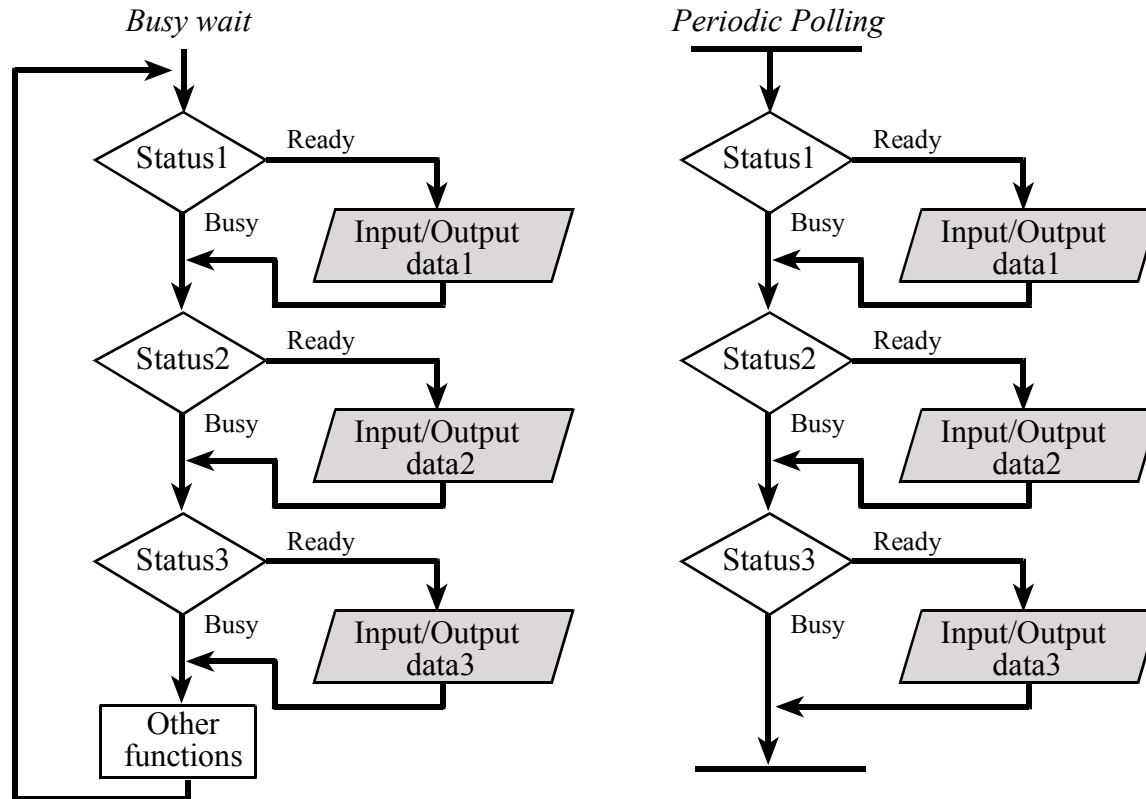 Busy wait
Status1
Ready
Busy
Input/Output
data1
Status2
Ready
Busy
Input/Output
data2
Status3
Ready
Busy
Input/Output
data3
Other
functions
Periodic Polling
Status1
Ready
Busy
Input/Output
data1
Status2
Ready
Busy
Input/Output
data2
Status3
Ready
Busy
Input/Output
data3